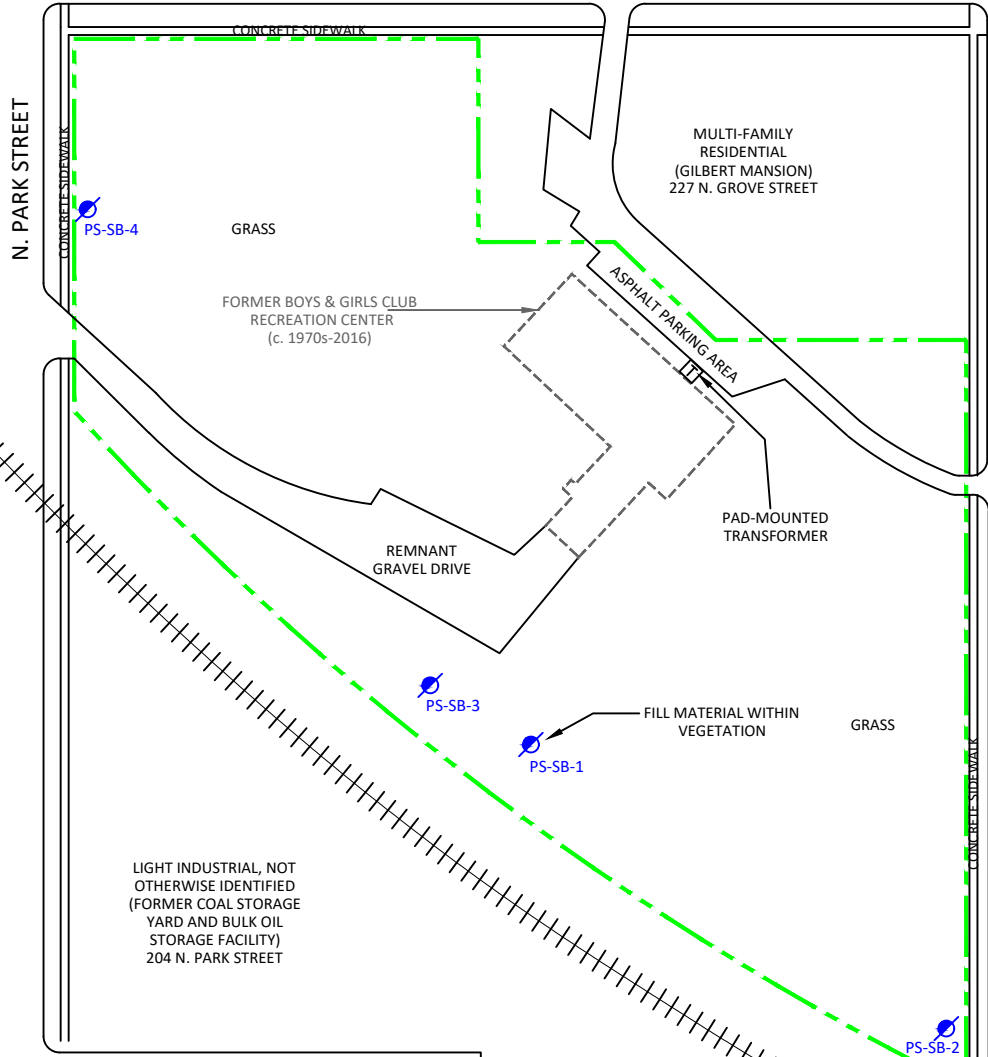 CONCRETE SIDEWALK
N. PARK STREET
CONCRETE SIDEWALK
MULTI-FAMILY
RESIDENTIAL
(GILBERT MANSION)
227 N. GROVE STREET
PS-SB-4
GRASS
FORMER BOYS & GIRLS CLUB
RECREATION CENTER
(c. 1970s-2016)
ASPHALT PARKING AREA
T
PAD-MOUNTED
TRANSFORMER
REMNANT
GRAVEL DRIVE
PS-SB-3
FILL MATERIAL WITHIN
VEGETATION
GRASS
PS-SB-1
CONCRETE SIDEWALK
LIGHT INDUSTRIAL, NOT
OTHERWISE IDENTIFIED
(FORMER COAL STORAGE
YARD AND BULK OIL
STORAGE FACILITY)
204 N. PARK STREET
PS-SB-2